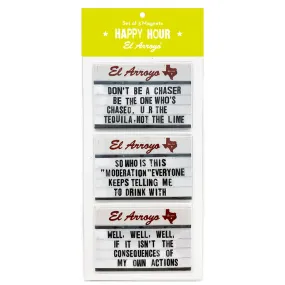 Set of 3 Magnets
HAPPY HOUR
El Arroyo
El Arroyo
DON'T BE A CHASER
BE THE ONE WHO'S
CHASED. U R THE
TEQUILA, NOT THE LIME
El Arroyo
SO WHO IS THIS
"MODERATION" EVERYONE
KEEPS TELLING ME
TO DRINK WITH
El Arroyo
WELL, WELL, WELL,
IF IT ISN'T THE
CONSEQUENCES OF
MY OWN ACTIONS